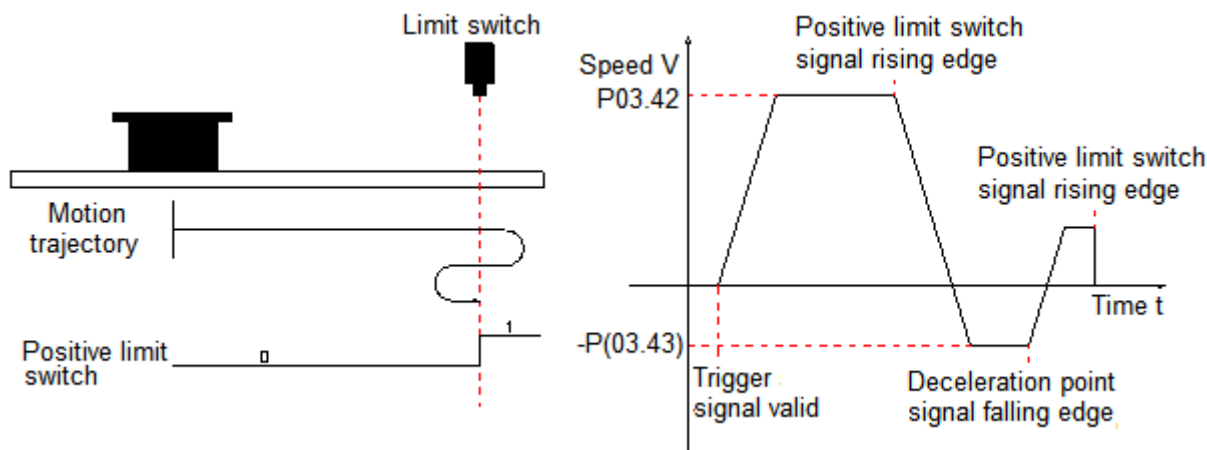 Limit switch
Motion
trajectory
Positive limit
switch
0
1
Positive limit switch
signal rising edge
Speed V
P03.42
Positive limit switch
signal rising edge
Time t
-P(03.43)
Trigger
signal valid
Deceleration point
signal falling edge